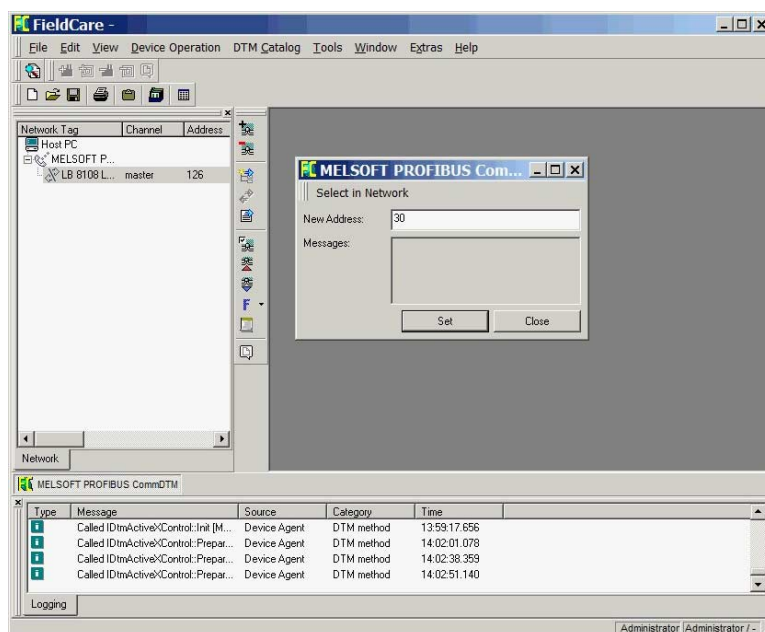 FieldCare -
File Edit View Device Operation DTM Catalog Tools Window Extras Help
Network Tag Channel Address
Host PC
MELSOFT P...
LB 8108 L... master 126
MELSOFT PROFIBUS Com...
Select in Network
New Address: 30
Messages:
Set Close
F
Network
MELSOFT PROFIBUS CommDTM
Type Message Source Category Time
Called IDtmActiveXControl::Init [M... Device Agent DTM method 13:59:17.656
Called IDtmActiveXControl::Prepar... Device Agent DTM method 14:02:01.078
Called IDtmActiveXControl::Prepar... Device Agent DTM method 14:02:38.359
Called IDtmActiveXControl::Prepar... Device Agent DTM method 14:02:51.140
Logging
Administrator Administrator / -